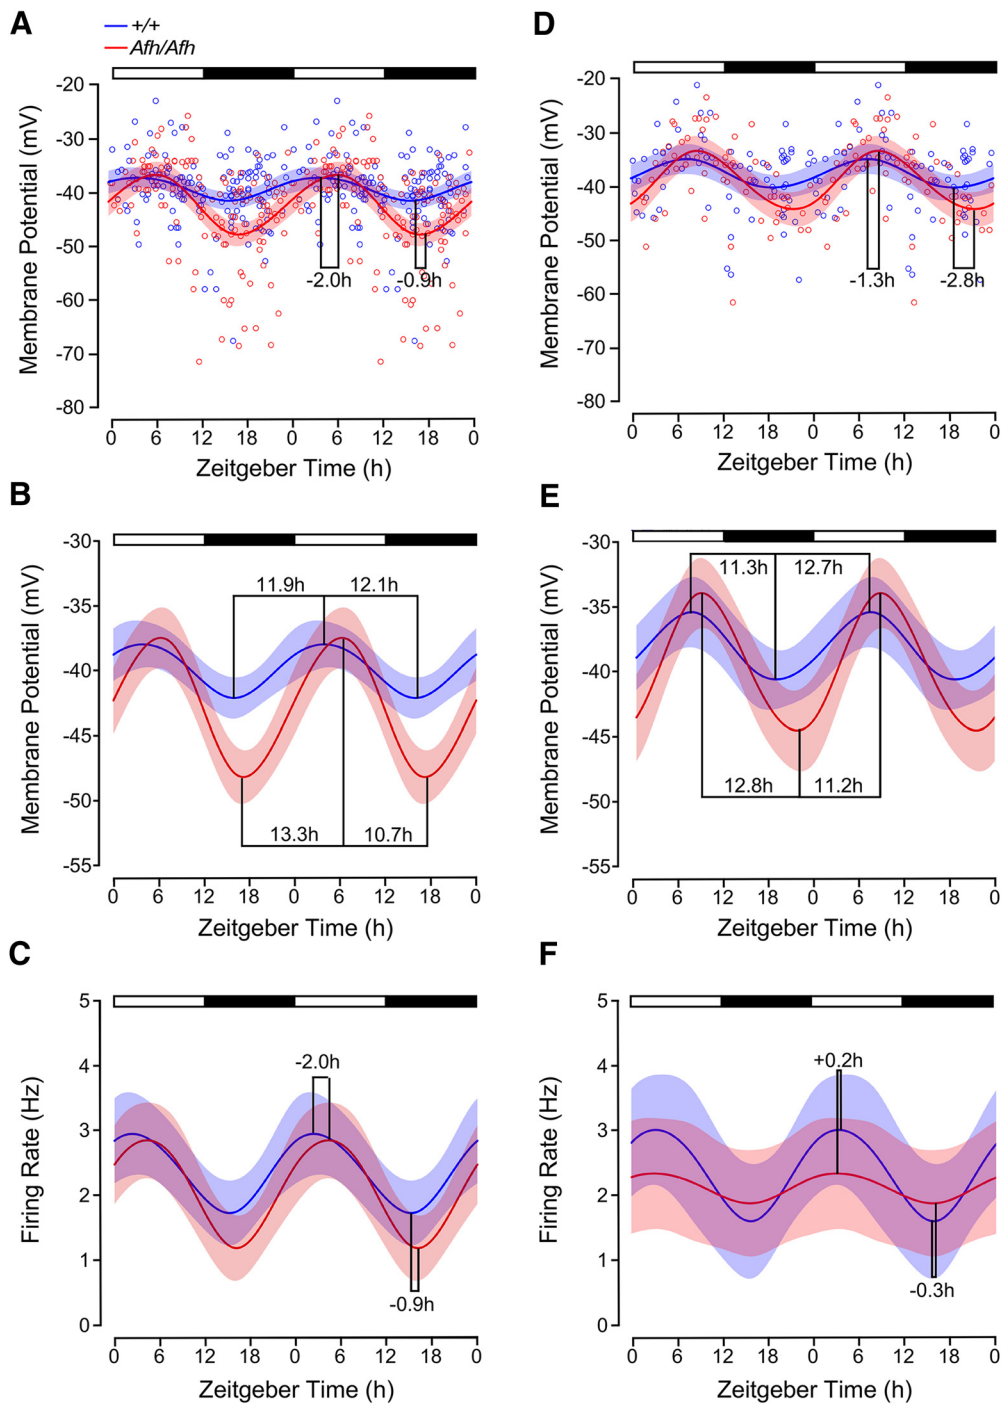 A
+/+
Afh/Afh
-20
-30
-40
-50
-60
-70
-80
Membrane Potential (mV)
-2.0h
-0.9h
0 6 12 18 0 6 12 18 0
Zeitgeber Time (h)
D
-20
-30
-40
-50
-60
-70
-80
Membrane Potential (mV)
-1.3h
-2.8h
0 6 12 18 0 6 12 18 0
Zeitgeber Time (h)
B
-30
-35
-40
-45
-50
-55
Membrane Potential (mV)
11.9h 12.1h
13.3h 10.7h
0 6 12 18 0 6 12 18 0
Zeitgeber Time (h)
E
-30
-35
-40
-45
-50
-55
Membrane Potential (mV)
11.3h 12.7h
12.8h 11.2h
0 6 12 18 0 6 12 18 0
Zeitgeber Time (h)
C
5
4
3
2
1
0
Firing Rate (Hz)
-2.0h
-0.9h
0 6 12 18 0 6 12 18 0
Zeitgeber Time (h)
F
5
4
3
2
1
0
Firing Rate (Hz)
+0.2h
-0.3h
0 6 12 18 0 6 12 18 0
Zeitgeber Time (h)